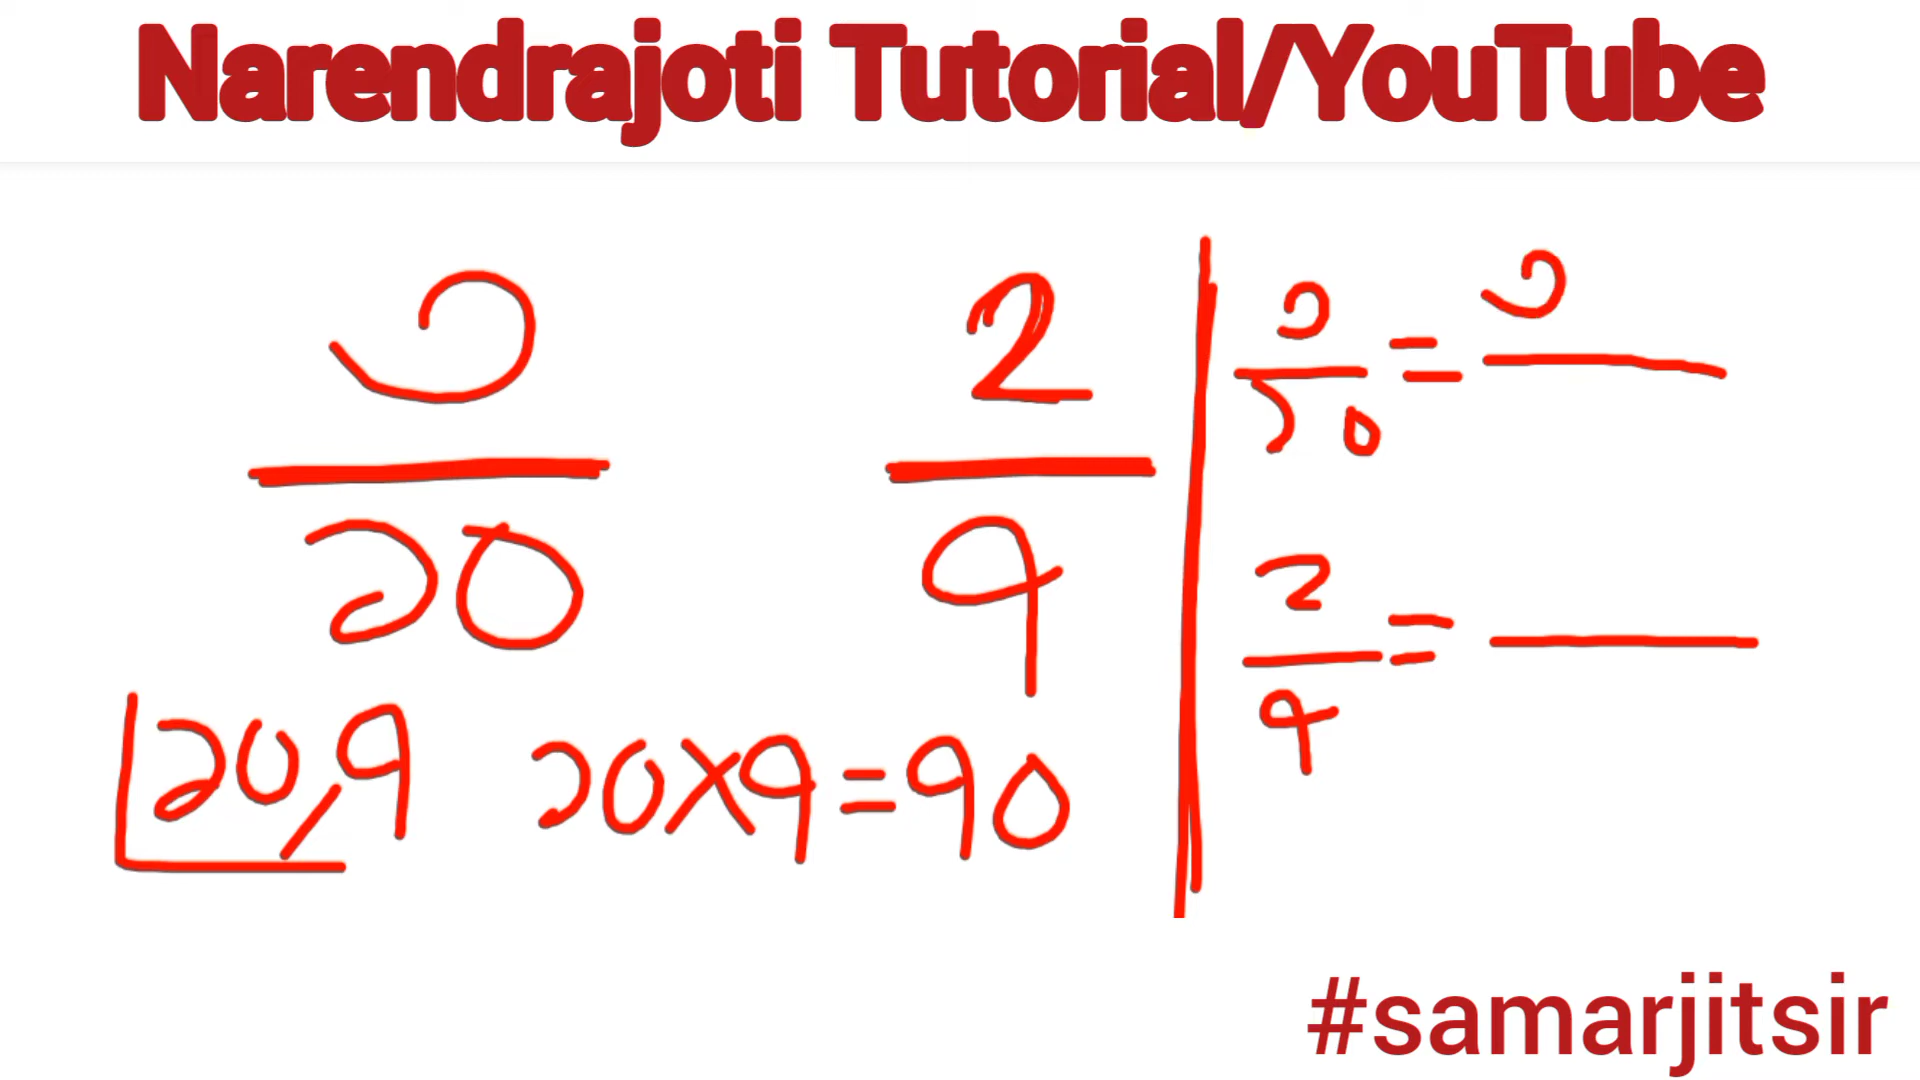 Narendrajoti Tutorial/YouTube
৩ ২
১০ ৭
১০,৭ ১০×৭=৭০
৩ = ৩
১০
২ =
৭
#samarjitsir